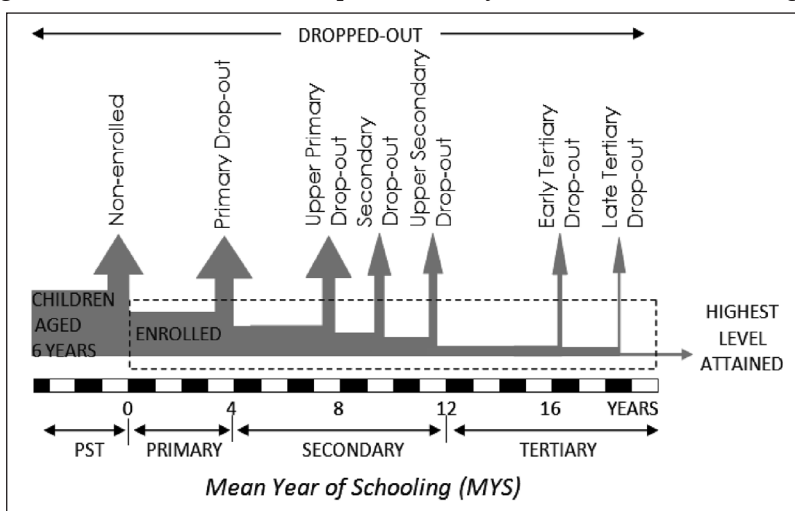 DROPPED-OUT
Non-enrolled
Primary Drop-out
Upper Primary
Drop-out
Secondary
Drop-out
Upper Secondary
Drop-out
Early Tertiary
Drop-out
Late Tertiary
Drop-out
CHILDREN
AGED
6 YEARS
ENROLLED
HIGHEST
LEVEL
ATTAINED
0 4 8 12 16 YEARS
PST PRIMARY SECONDARY TERTIARY
Mean Year of Schooling (MYS)